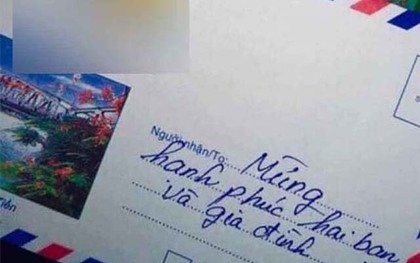 Người nhận/To: Mừng
hạnh phúc hai bạn
và gia đình